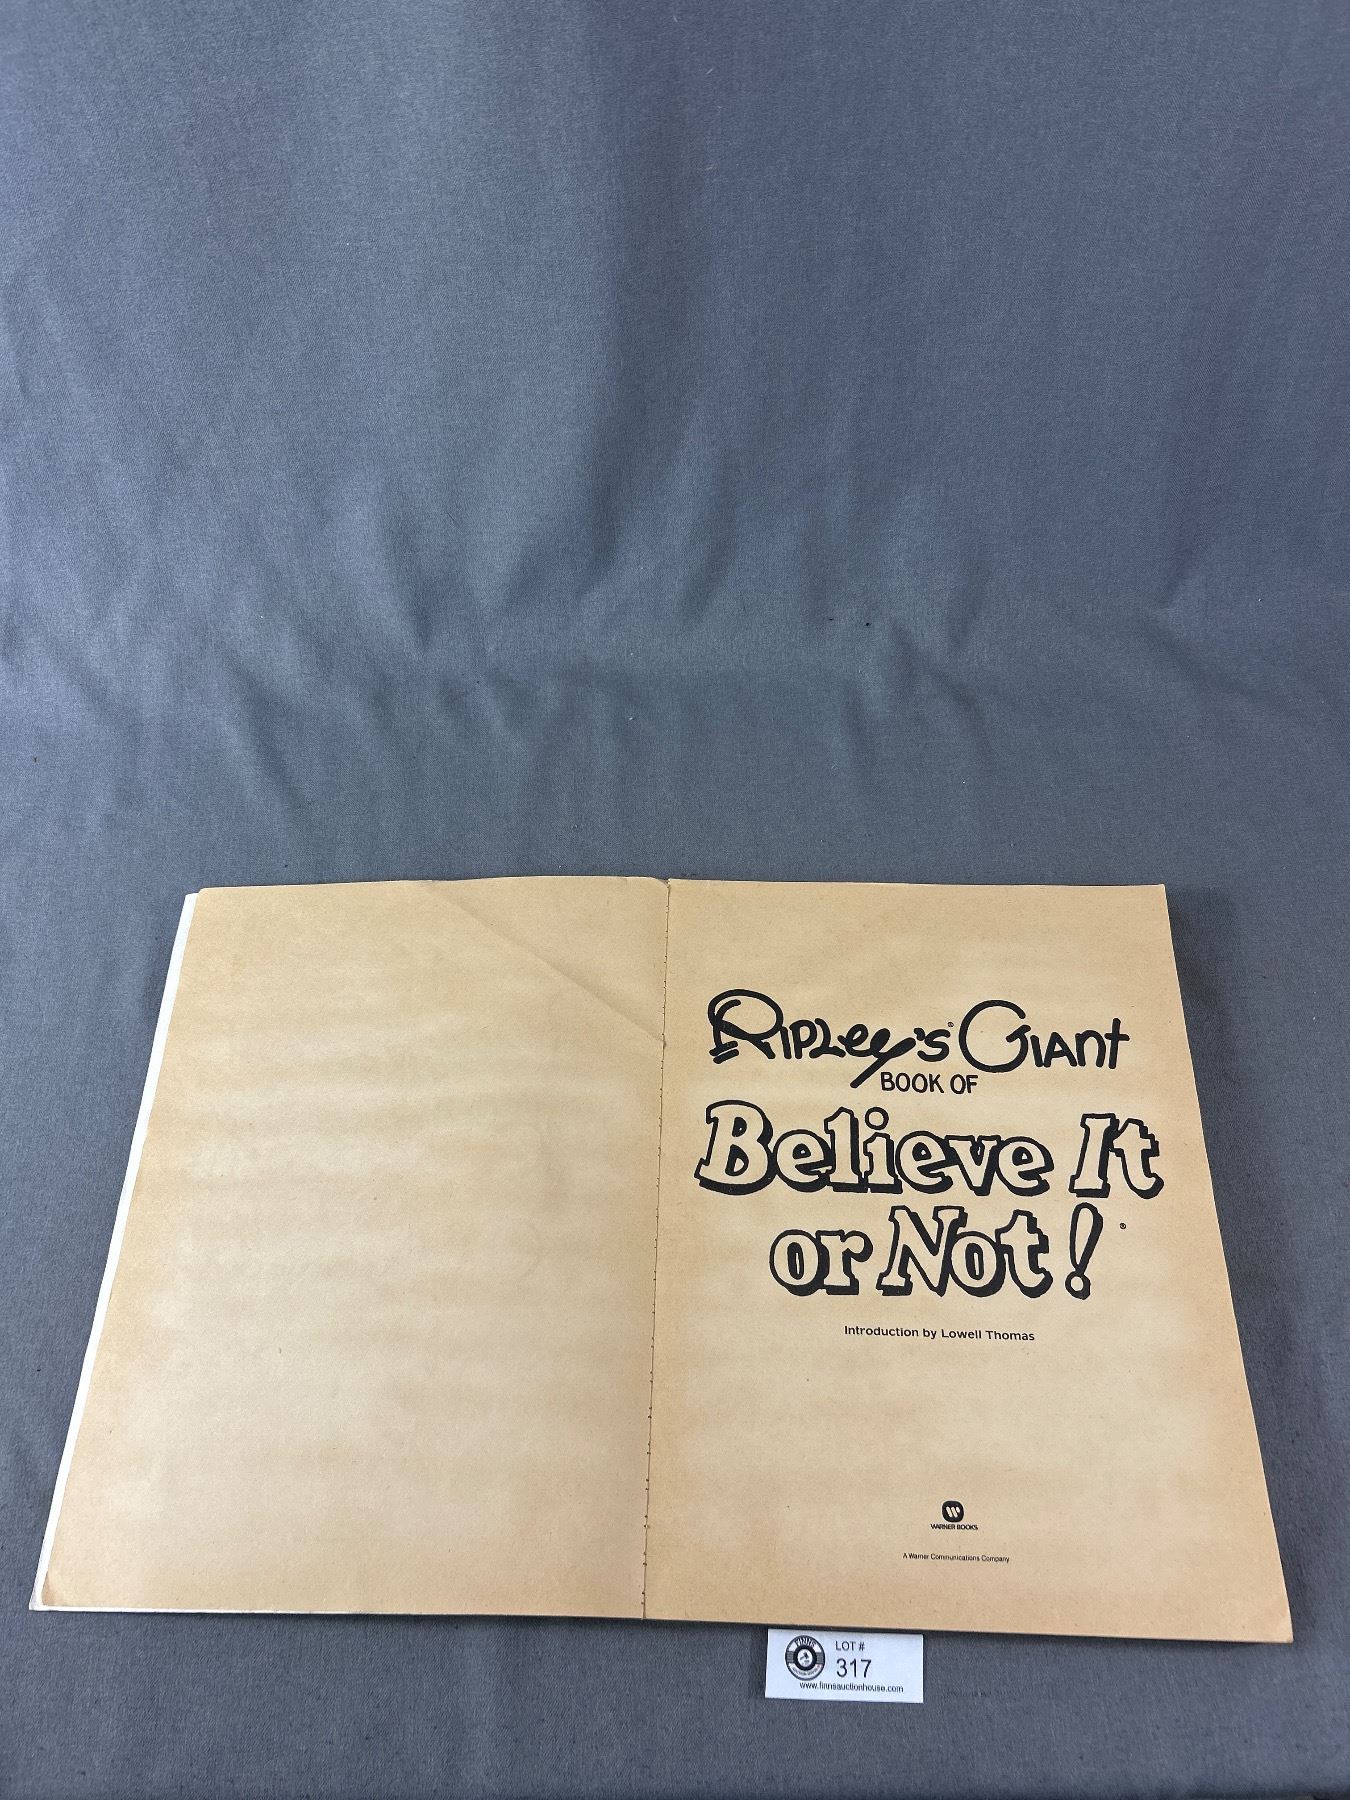 Ripley's® Giant
BOOK OF
Believe It
or Not!®
Introduction by Lowell Thomas
WARNER BOOKS
A Warner Communications Company
LOT #
317
www.finnsauctionhouse.com